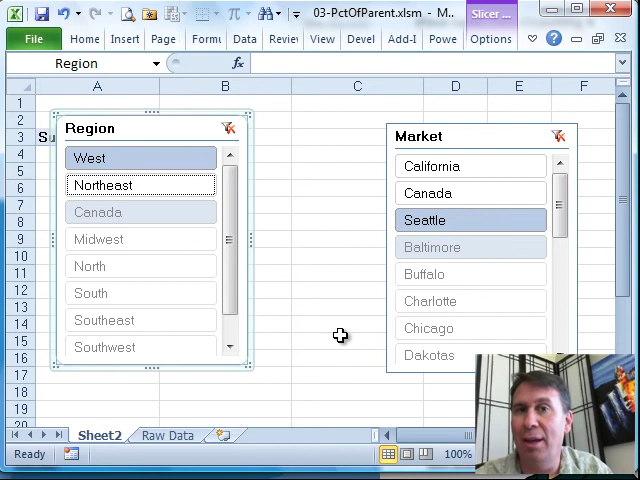 03-PctOfParent.xlsm - M..
Slicer ...
File Home Insert Page Formu Data Revie View Devel Add-I Powe Options
Region fx
A B C D E F
1
2
3 Su
4
5
6
7
8
9
10
11
12
13
14
15
16
17
18
19
20
Region
West
Northeast
Canada
Midwest
North
South
Southeast
Southwest
Market
California
Canada
Seattle
Baltimore
Buffalo
Charlotte
Chicago
Dakotas
Sheet2 Raw Data
Ready 100%